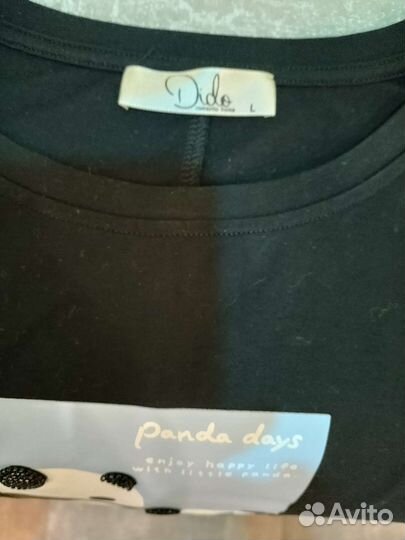 Dido
L
panda days
enjoy happy life
with little panda.
Avito